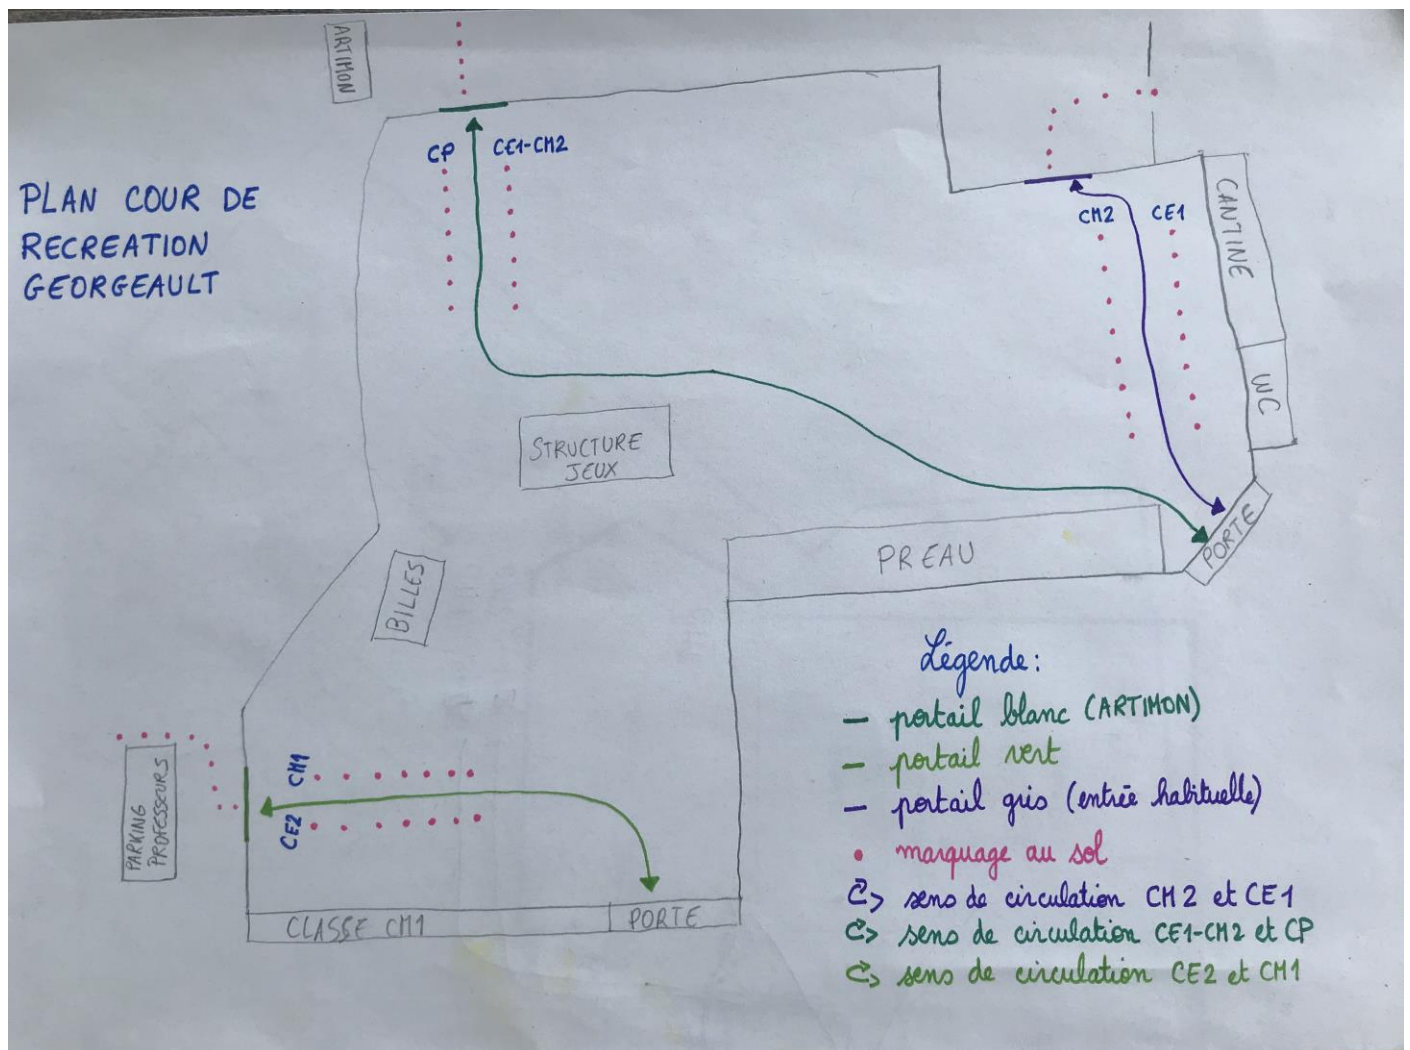 ARTIMON
PLAN COUR DE
RECREATION
GEORGEAULT
CP
CE1-CM2
CM2
CE1
CANTINE
WC
STRUCTURE
JEUX
PREAU
PORTE
BILLES
PARKING
PROFESSEURS
CM1
CE2
CLASSE CM1
PORTE
Légende:
portail blanc (ARTIMON)
portail vert
portail gris (entrée habituelle)
marquage au sol
sens de circulation CM2 et CE1
sens de circulation CE1-CM2 et CP
sens de circulation CE2 et CM1